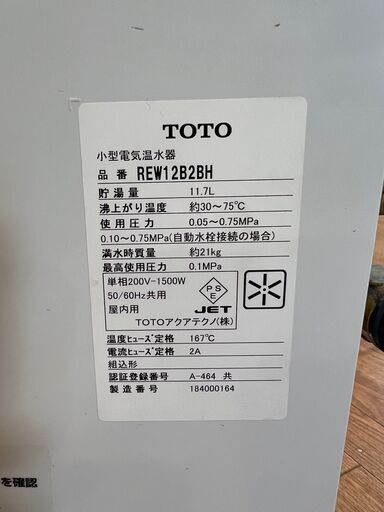 TOTO
小型電気温水器
品 番 REW12B2BH
貯湯量 11.7L
沸上がり温度 約30～75℃
使用圧力 0.05～0.75MPa
0.10～0.75MPa(自動水栓接続の場合)
満水時質量 約21kg
最高使用圧力 0.1MPa
単相200V-1500W
50/60Hz共用
屋内用
PSE
JET
TOTOアクアテクノ(株)
温度ﾋｭｰｽﾞ定格 167℃
電流ﾋｭｰｽﾞ定格 2A
組込形
認証登録番号 A-464 共
製造番号 184000164
を確認